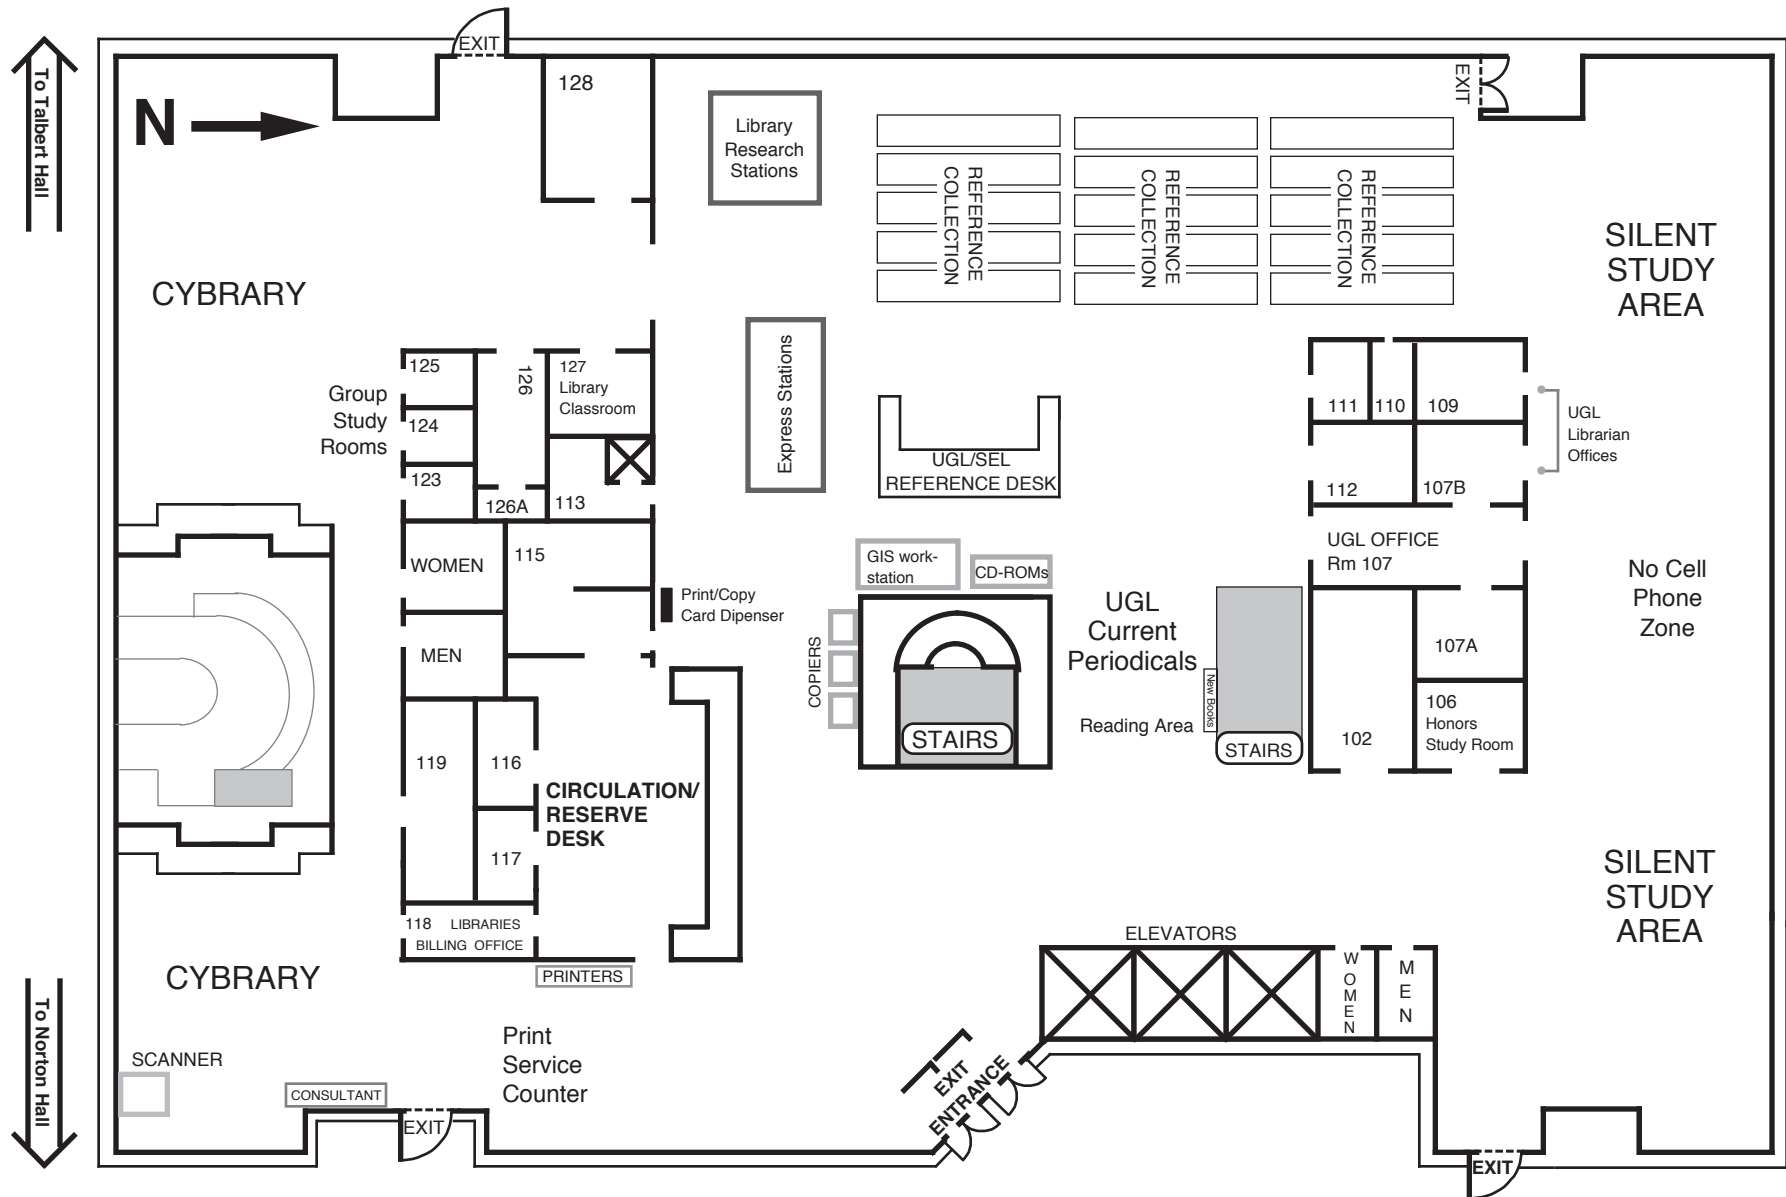 EXIT
To Talbert Hall
N
128
EXIT
Library
Research
Stations
REFERENCE
COLLECTION
REFERENCE
COLLECTION
REFERENCE
COLLECTION
SILENT
STUDY
AREA
CYBRARY
Group
Study
Rooms
125
124
123
126
126A
127
Library
Classroom
113
Express Stations
UGL/SEL
REFERENCE DESK
111
110
109
112
107B
UGL
Librarian
Offices
UGL OFFICE
Rm 107
WOMEN
115
MEN
Print/Copy
Card Dipenser
GIS work-
station
CD-ROMs
COPIERS
STAIRS
UGL
Current
Periodicals
Reading Area
New Books
STAIRS
107A
106
Honors
Study Room
102
No Cell
Phone
Zone
119
116
117
CIRCULATION/
RESERVE
DESK
118 LIBRARIES
BILLING OFFICE
PRINTERS
SILENT
STUDY
AREA
ELEVATORS
WOMEN
MEN
CYBRARY
To Norton Hall
SCANNER
CONSULTANT
EXIT
Print
Service
Counter
EXIT
ENTRANCE
EXIT